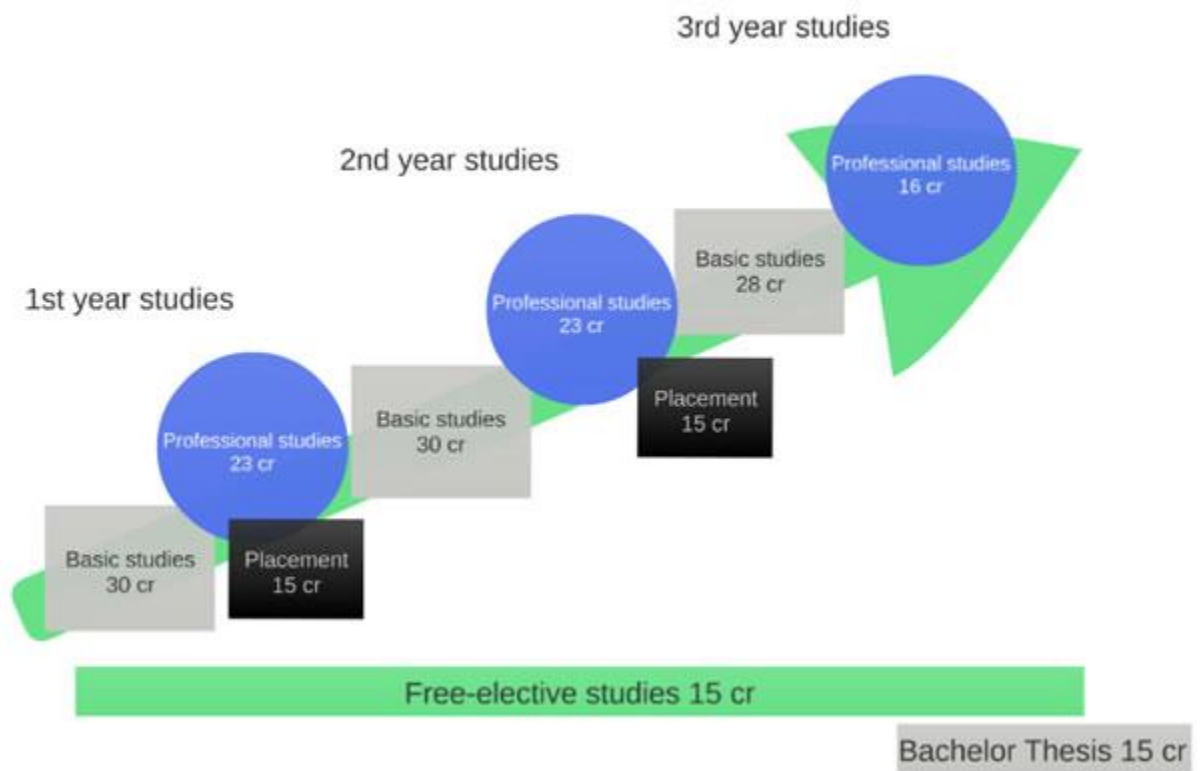 3rd year studies
Professional studies
16 cr
2nd year studies
Basic studies
28 cr
Professional studies
23 cr
Placement
15 cr
1st year studies
Basic studies
30 cr
Professional studies
23 cr
Placement
15 cr
Basic studies
30 cr
Free-elective studies 15 cr
Bachelor Thesis 15 cr